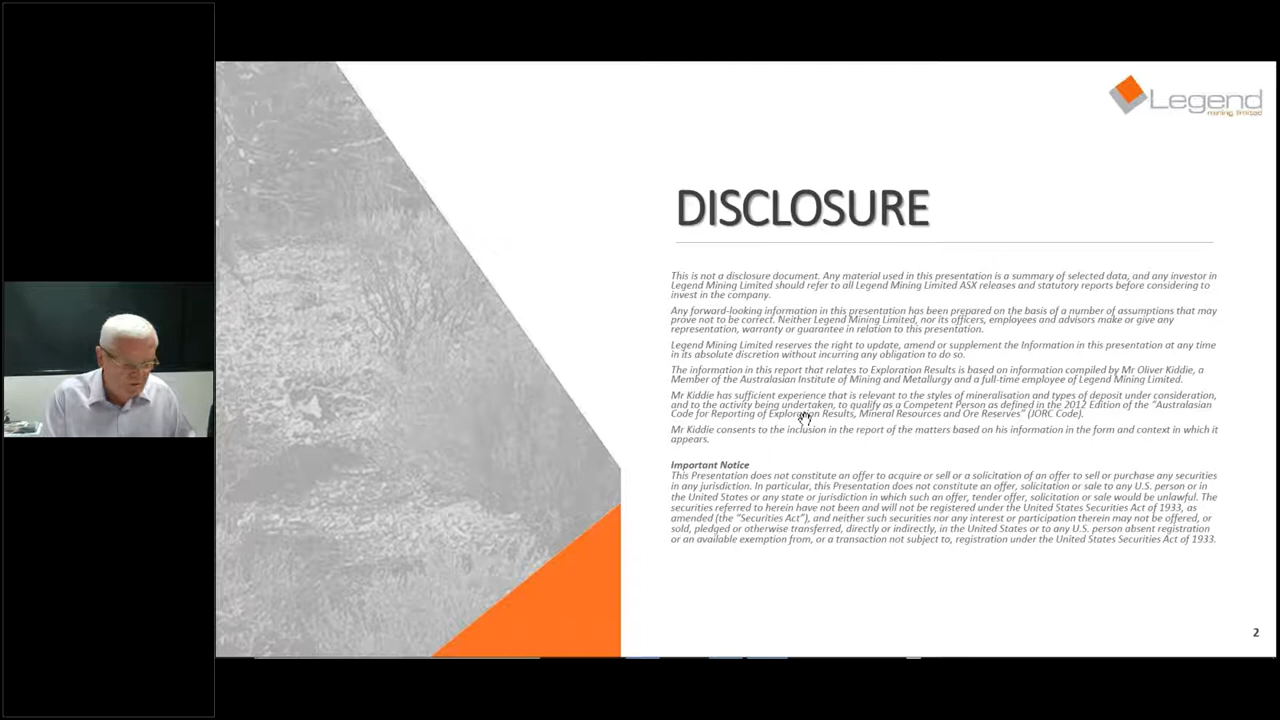 Legend
mining limited
DISCLOSURE
This is not a disclosure document. Any material used in this presentation is a summary of selected data, and any investor in
Legend Mining Limited should refer to all Legend Mining Limited ASX releases and statutory reports before considering to
invest in the company.
Any forward-looking information in this presentation has been prepared on the basis of a number of assumptions that may
prove not to be correct. Neither Legend Mining Limited, nor its officers, employees and advisors make or give any
representation, warranty or guarantee in relation to this presentation.
Legend Mining Limited reserves the right to update, amend or supplement the Information in this presentation at any time
in its absolute discretion without incurring any obligation to do so.
The information in this report that relates to Exploration Results is based on information compiled by Mr Oliver Kiddie, a
Member of the Australasian Institute of Mining and Metallurgy and a full-time employee of Legend Mining Limited.
Mr Kiddie has sufficient experience that is relevant to the styles of mineralisation and types of deposit under consideration,
and to the activity being undertaken, to qualify as a Competent Person as defined in the 2012 Edition of the "Australasian
Code for Reporting of Exploration Results, Mineral Resources and Ore Reserves" (JORC Code).
Mr Kiddie consents to the inclusion in the report of the matters based on his information in the form and context in which it
appears.
Important Notice
This Presentation does not constitute an offer to acquire or sell or a solicitation of an offer to sell or purchase any securities
in any jurisdiction. In particular, this Presentation does not constitute an offer, solicitation or sale to any U.S. person or in
the United States or any state or jurisdiction in which such an offer, tender offer, solicitation or sale would be unlawful. The
securities referred to herein have not been and will not be registered under the United States Securities Act of 1933, as
amended (the "Securities Act"), and neither such securities nor any interest or participation therein may not be offered, or
sold, pledged or otherwise transferred, directly or indirectly, in the United States or to any U.S. person absent registration
or an available exemption from, or a transaction not subject to, registration under the United States Securities Act of 1933.
2